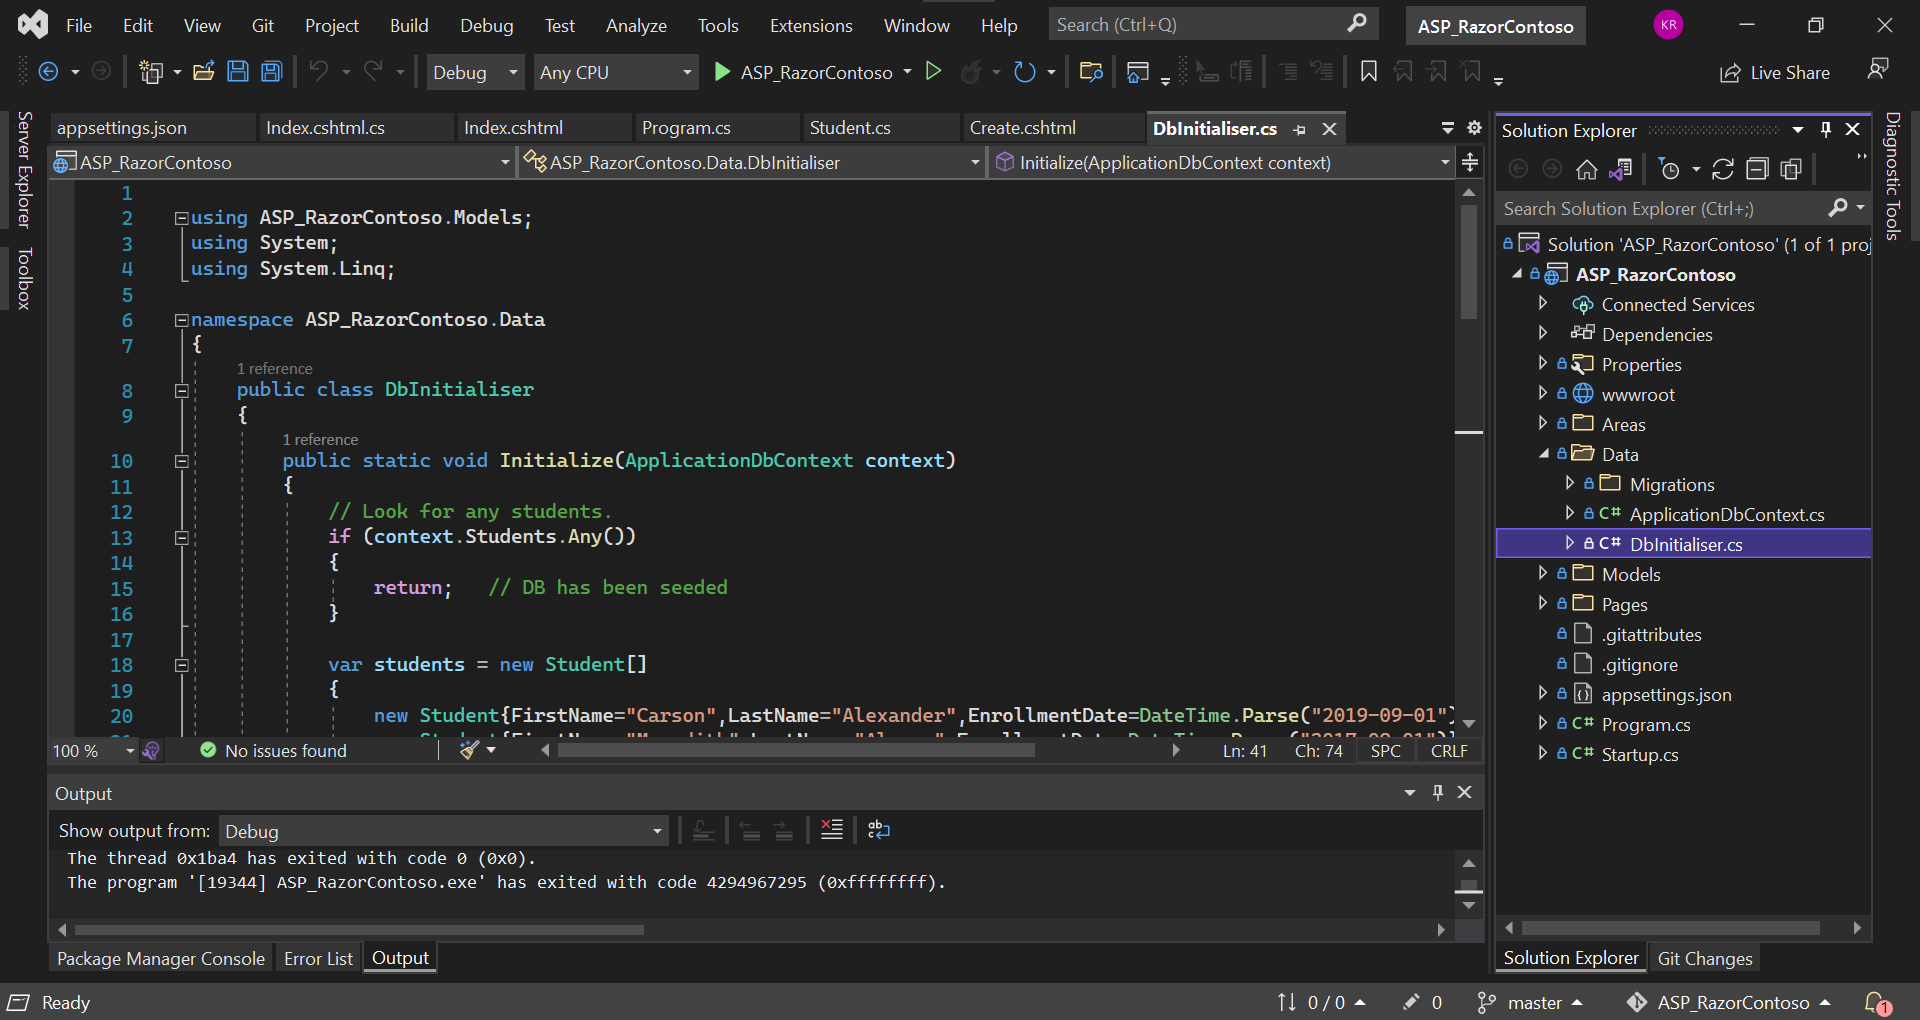 File Edit View Git Project Build Debug Test Analyze Tools Extensions Window Help Search (Ctrl+Q) ASP_RazorContoso KR
Debug Any CPU ASP_RazorContoso Live Share
Server Explorer
Toolbox
appsettings.json Index.cshtml.cs Index.cshtml Program.cs Student.cs Create.cshtml DbInitialiser.cs
ASP_RazorContoso ASP_RazorContoso.Data.DbInitialiser Initialize(ApplicationDbContext context)
1
2 using ASP_RazorContoso.Models;
3 using System;
4 using System.Linq;
5
6 namespace ASP_RazorContoso.Data
7 {
1 reference
8 public class DbInitialiser
9 {
1 reference
10 public static void Initialize(ApplicationDbContext context)
11 {
12 // Look for any students.
13 if (context.Students.Any())
14 {
15 return; // DB has been seeded
16 }
17
18 var students = new Student[]
19 {
20 new Student{FirstName="Carson",LastName="Alexander",EnrollmentDate=DateTime.Parse("2019-09-01")
100 % No issues found Ln: 41 Ch: 74 SPC CRLF
Output
Show output from: Debug
The thread 0x1ba4 has exited with code 0 (0x0).
The program '[19344] ASP_RazorContoso.exe' has exited with code 4294967295 (0xffffffff).
Package Manager Console Error List Output
Solution Explorer
Search Solution Explorer (Ctrl+;)
Solution 'ASP_RazorContoso' (1 of 1 proj
ASP_RazorContoso
Connected Services
Dependencies
Properties
wwwroot
Areas
Data
Migrations
C# ApplicationDbContext.cs
C# DbInitialiser.cs
Models
Pages
.gitattributes
.gitignore
appsettings.json
C# Program.cs
C# Startup.cs
Solution Explorer Git Changes
Diagnostic Tools
Ready 0 / 0 0 master ASP_RazorContoso 1